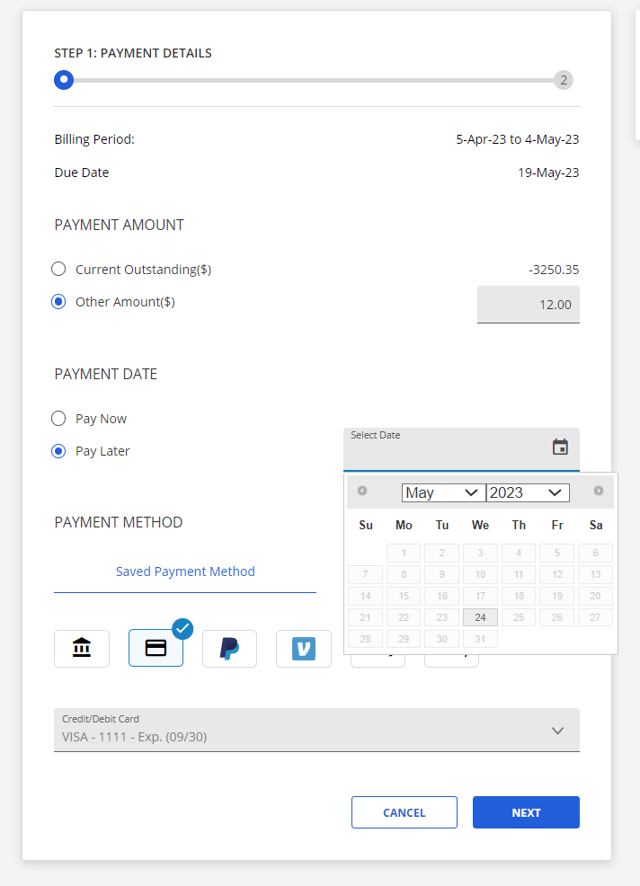 STEP 1: PAYMENT DETAILS
2
Billing Period: 5-Apr-23 to 4-May-23
Due Date 19-May-23
PAYMENT AMOUNT
Current Outstanding($) -3250.35
Other Amount($) 12.00
PAYMENT DATE
Pay Now
Select Date
Pay Later
May 2023
Su Mo Tu We Th Fr Sa
1 2 3 4 5 6
7 8 9 10 11 12 13
14 15 16 17 18 19 20
21 22 23 24 25 26 27
28 29 30 31
PAYMENT METHOD
Saved Payment Method
Credit/Debit Card
VISA - 1111 - Exp. (09/30)
CANCEL NEXT